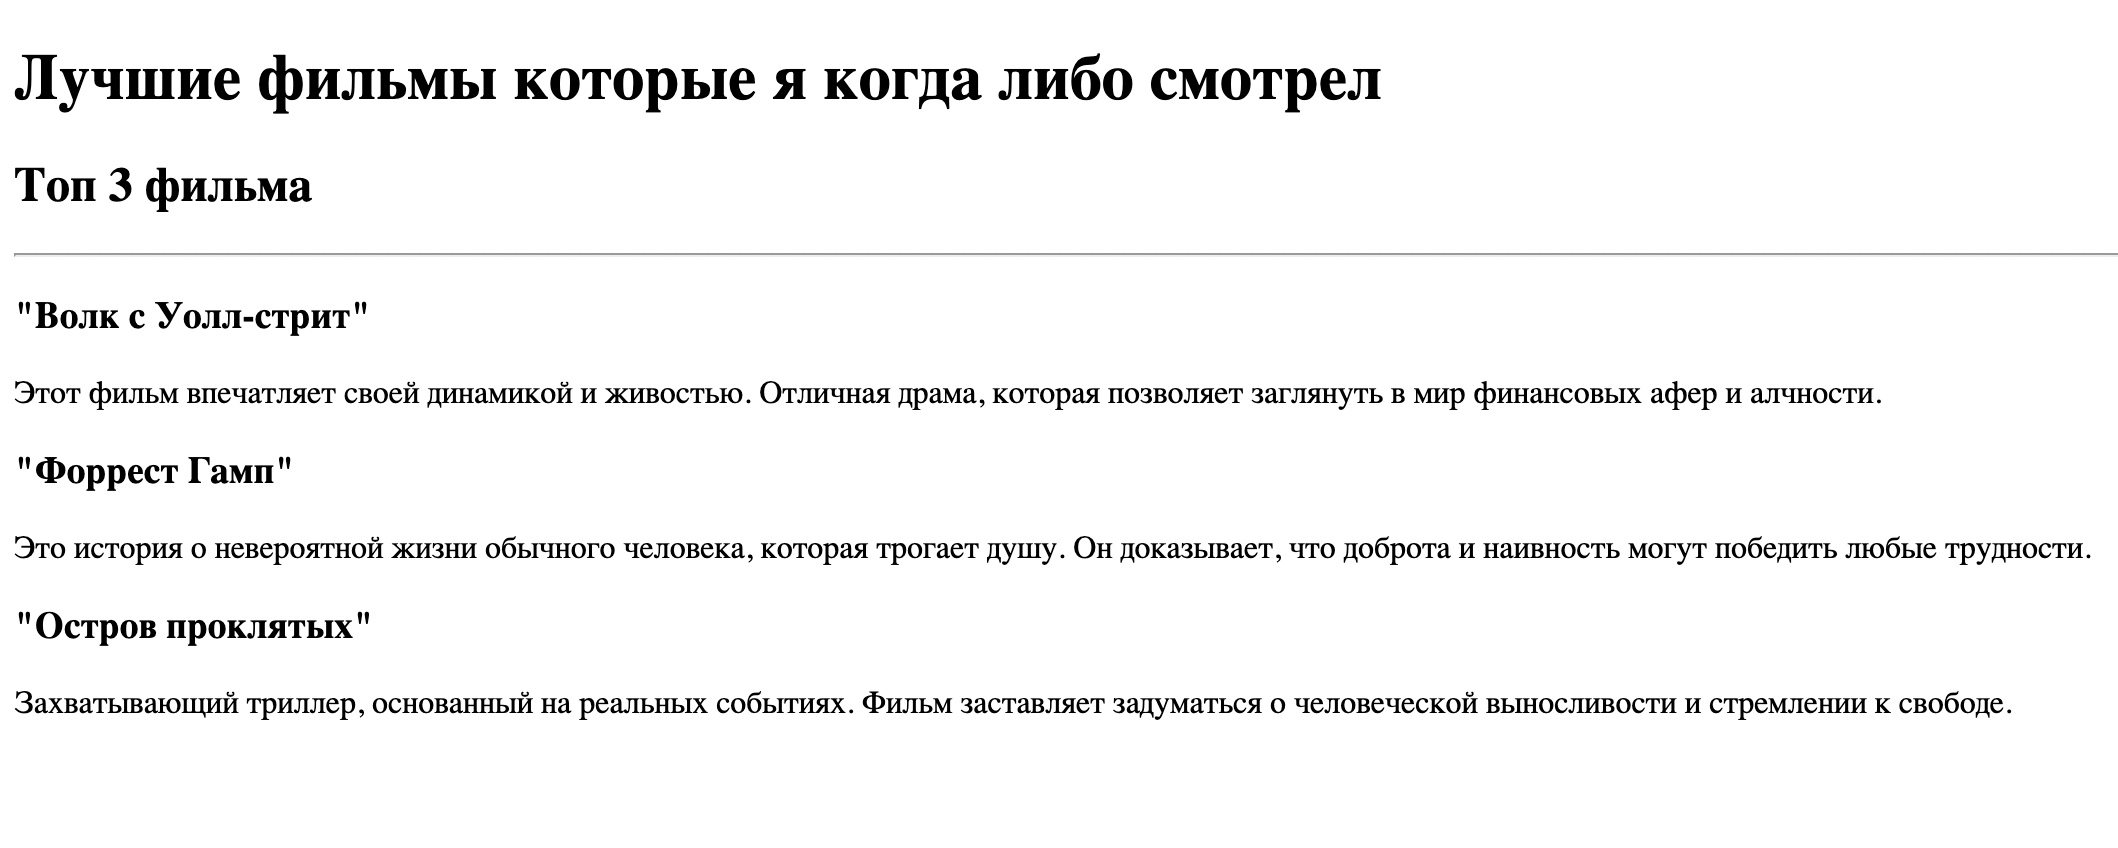 Лучшие фильмы которые я когда либо смотрел
Топ 3 фильма
"Волк с Уолл-стрит"
Этот фильм впечатляет своей динамикой и живостью. Отличная драма, которая позволяет заглянуть в мир финансовых афер и алчности.
"Форрест Гамп"
Это история о невероятной жизни обычного человека, которая трогает душу. Он доказывает, что доброта и наивность могут победить любые трудности.
"Остров проклятых"
Захватывающий триллер, основанный на реальных событиях. Фильм заставляет задуматься о человеческой выносливости и стремлении к свободе.